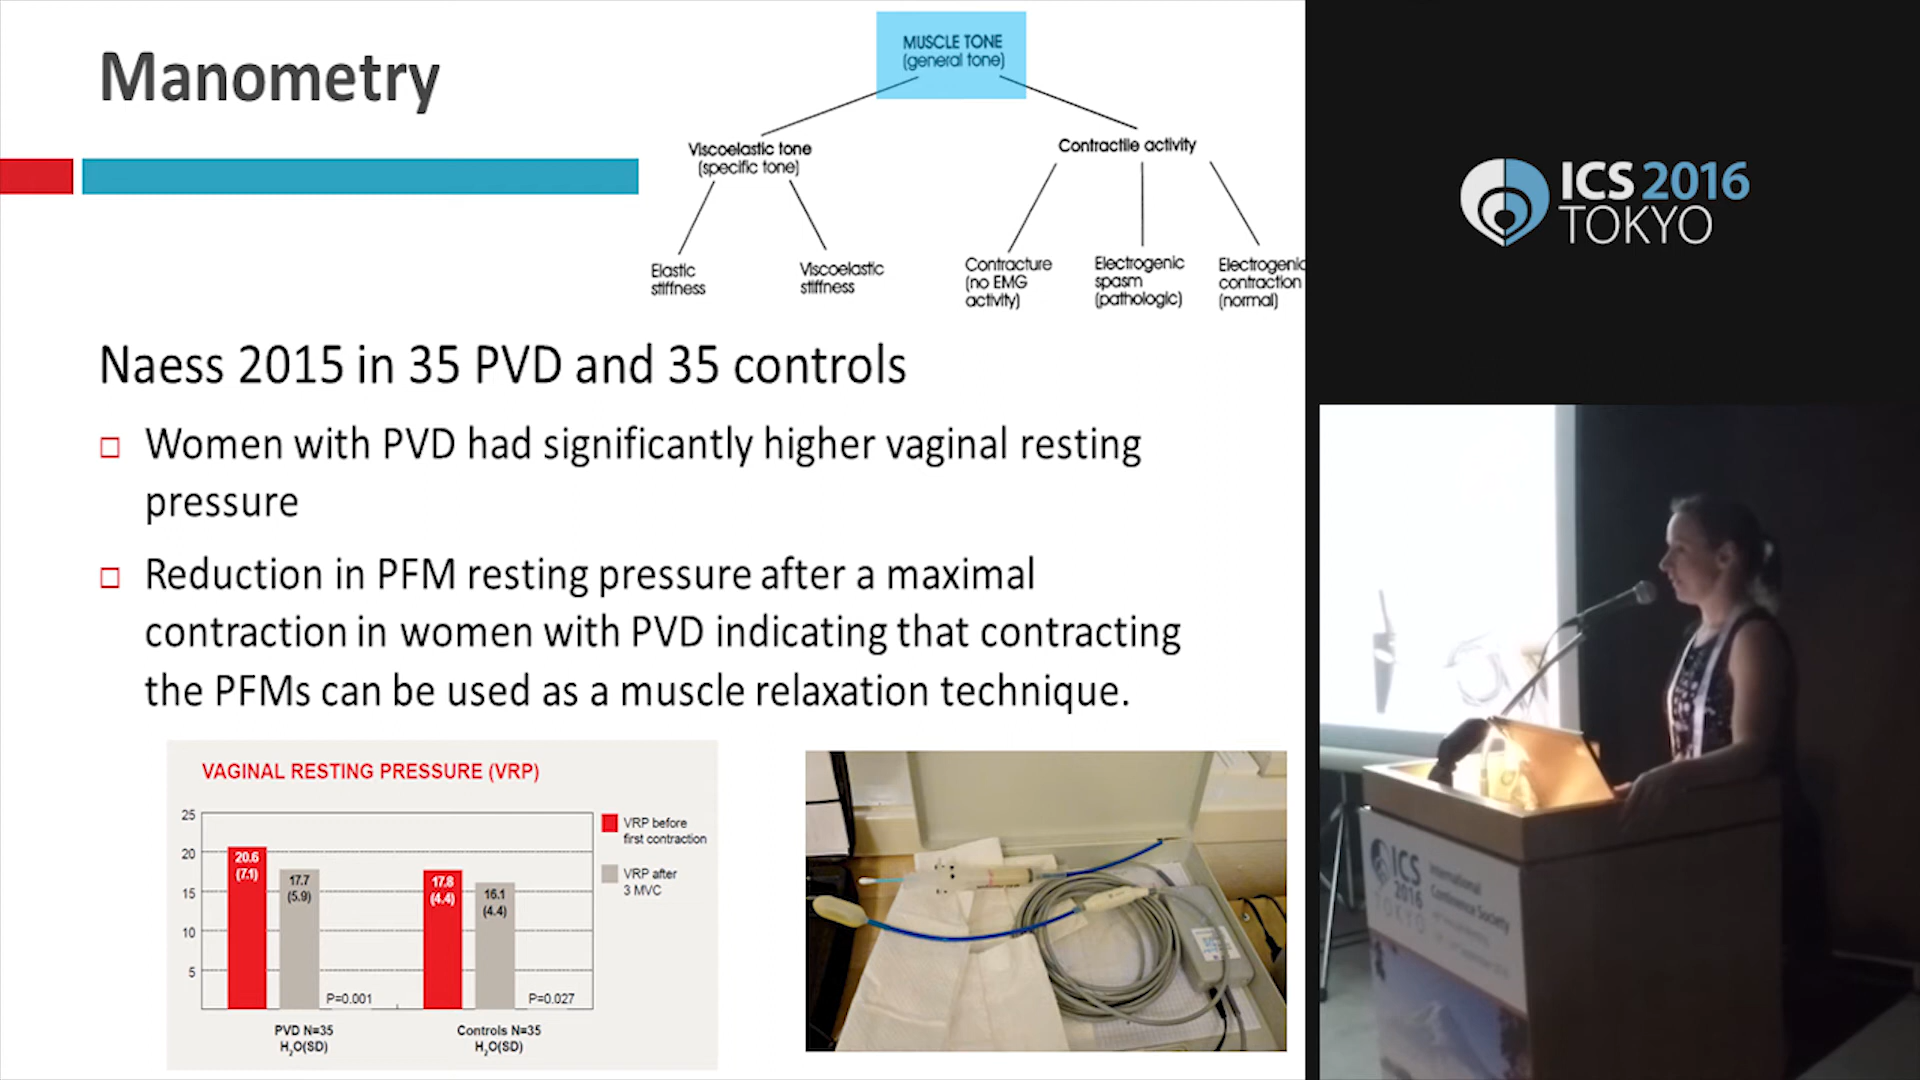 Manometry
MUSCLE TONE
(general tone)
Viscoelastic tone
(specific tone)
Contractile activity
Elastic
stiffness
Viscoelastic
stiffness
Contracture
(no EMG
activity)
Electrogenic
spasm
(pathologic)
Electrogenic
contraction
(normal)
Naess 2015 in 35 PVD and 35 controls
Women with PVD had significantly higher vaginal resting
pressure
Reduction in PFM resting pressure after a maximal
contraction in women with PVD indicating that contracting
the PFMs can be used as a muscle relaxation technique.
VAGINAL RESTING PRESSURE (VRP)
25
20
15
10
5
20.6
(7.1)
17.7
(5.9)
P=0.001
17.8
(4.4)
16.1
(4.4)
P=0.027
PVD N=35
H₂O(SD)
Controls N=35
H₂O(SD)
VRP before
first contraction
VRP after
3 MVC
ICS 2016
TOKYO
ICS
2016
TOKYO
International
Continence Society